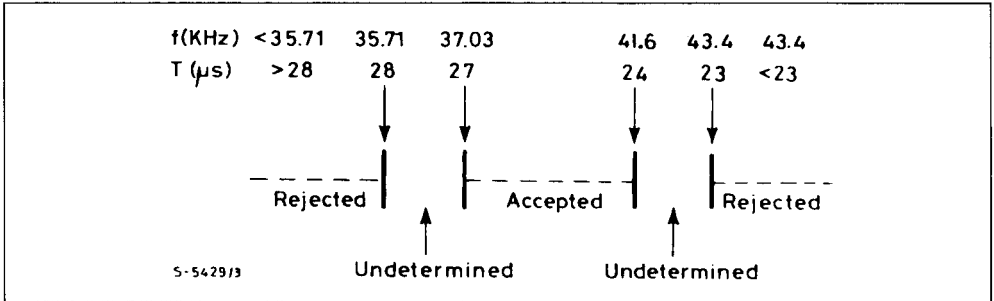 f(KHz) <35.71 35.71 37.03 41.6 43.4 43.4
T (μs) >28 28 27 24 23 <23
Rejected Accepted Rejected
S-5429/3 Undetermined Undetermined